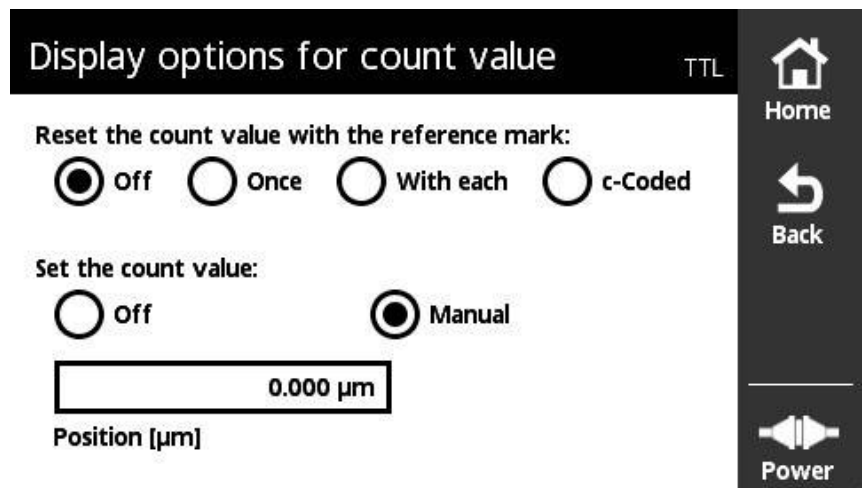 Display options for count value TTL
Home
Reset the count value with the reference mark:
Off Once With each c-Coded
Back
Set the count value:
Off Manual
0.000 µm
Position [µm]
Power